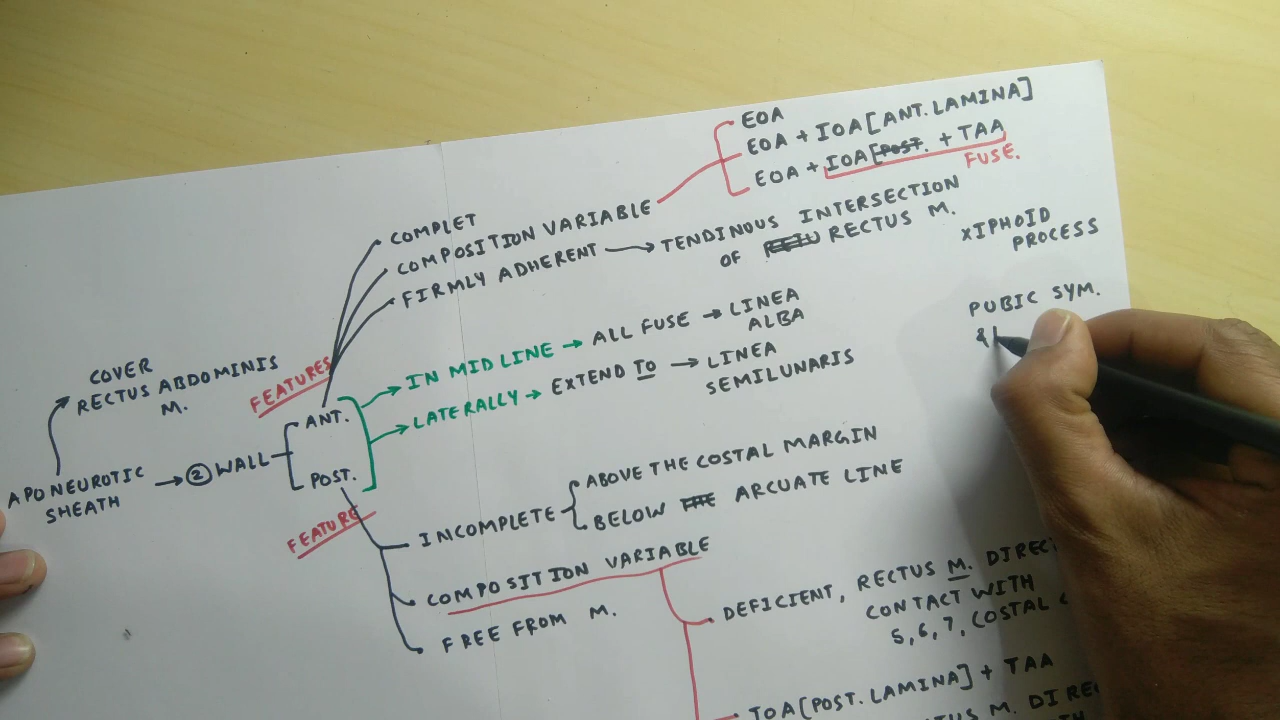 EOA
EOA + IOA [ANT. LAMINA]
EOA + IOA [POST. + TAA
FUSE.
COMPLET
COMPOSITION VARIABLE
FIRMLY ADHERENT → TENDINOUS INTERSECTION
OF RECTUS M.
XIPHOID
PROCESS
PUBIC SYM.
&
COVER
RECTUS ABDOMINIS
M.
FEATURES
IN MID LINE → ALL FUSE → LINEA
ALBA
LATERALLY → EXTEND TO → LINEA
SEMILUNARIS
ANT.
APONEUROTIC
SHEATH → ② WALL
POST.
FEATURE
INCOMPLETE
ABOVE THE COSTAL MARGIN
BELOW THE ARCUATE LINE
COMPOSITION VARIABLE
FREE FROM M.
DEFICIENT, RECTUS M. DIREC
CONTACT WITH
5, 6, 7, COSTAL C
IOA [POST. LAMINA] + TAA
M. DIREC